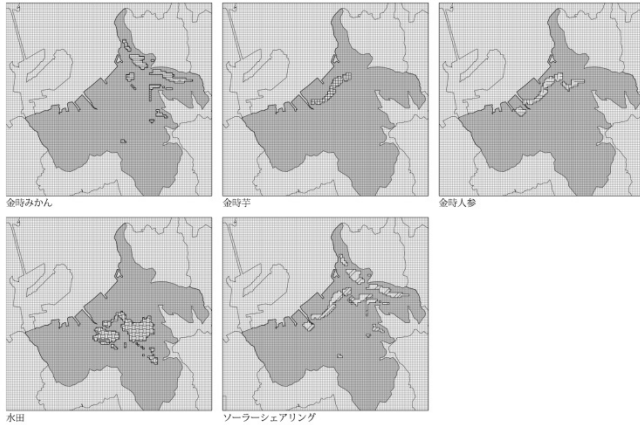 金時みかん
金時芋
金時人参
水田
ソーラーシェアリング